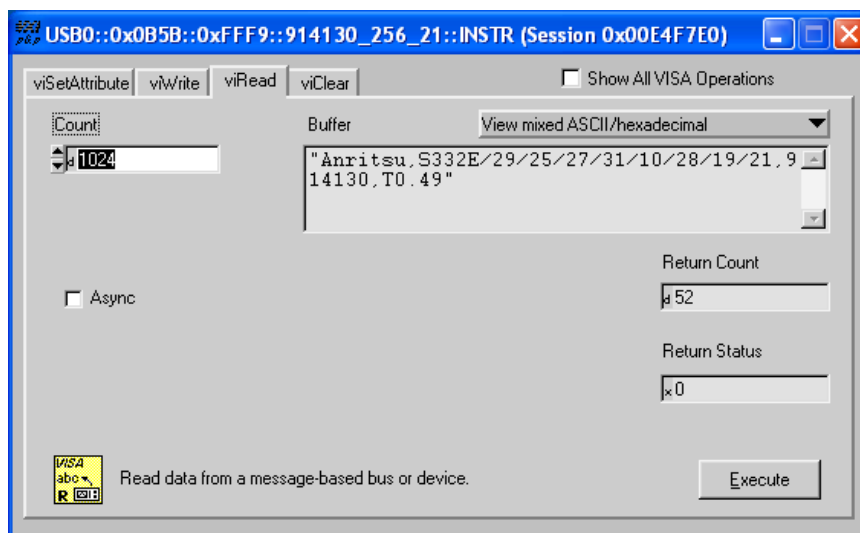 USB0::0x0B5B::0xFFF9::914130_256_21::INSTR (Session 0x00E4F7E0)
viSetAttribute viWrite viRead viClear Show All VISA Operations
Count Buffer View mixed ASCII/hexadecimal
d 1024
"Anritsu,S332E/29/25/27/31/10/28/19/21,9
14130,T0.49"
Return Count
Async d 52
Return Status
x 0
VISA
abc
R
Read data from a message-based bus or device. Execute